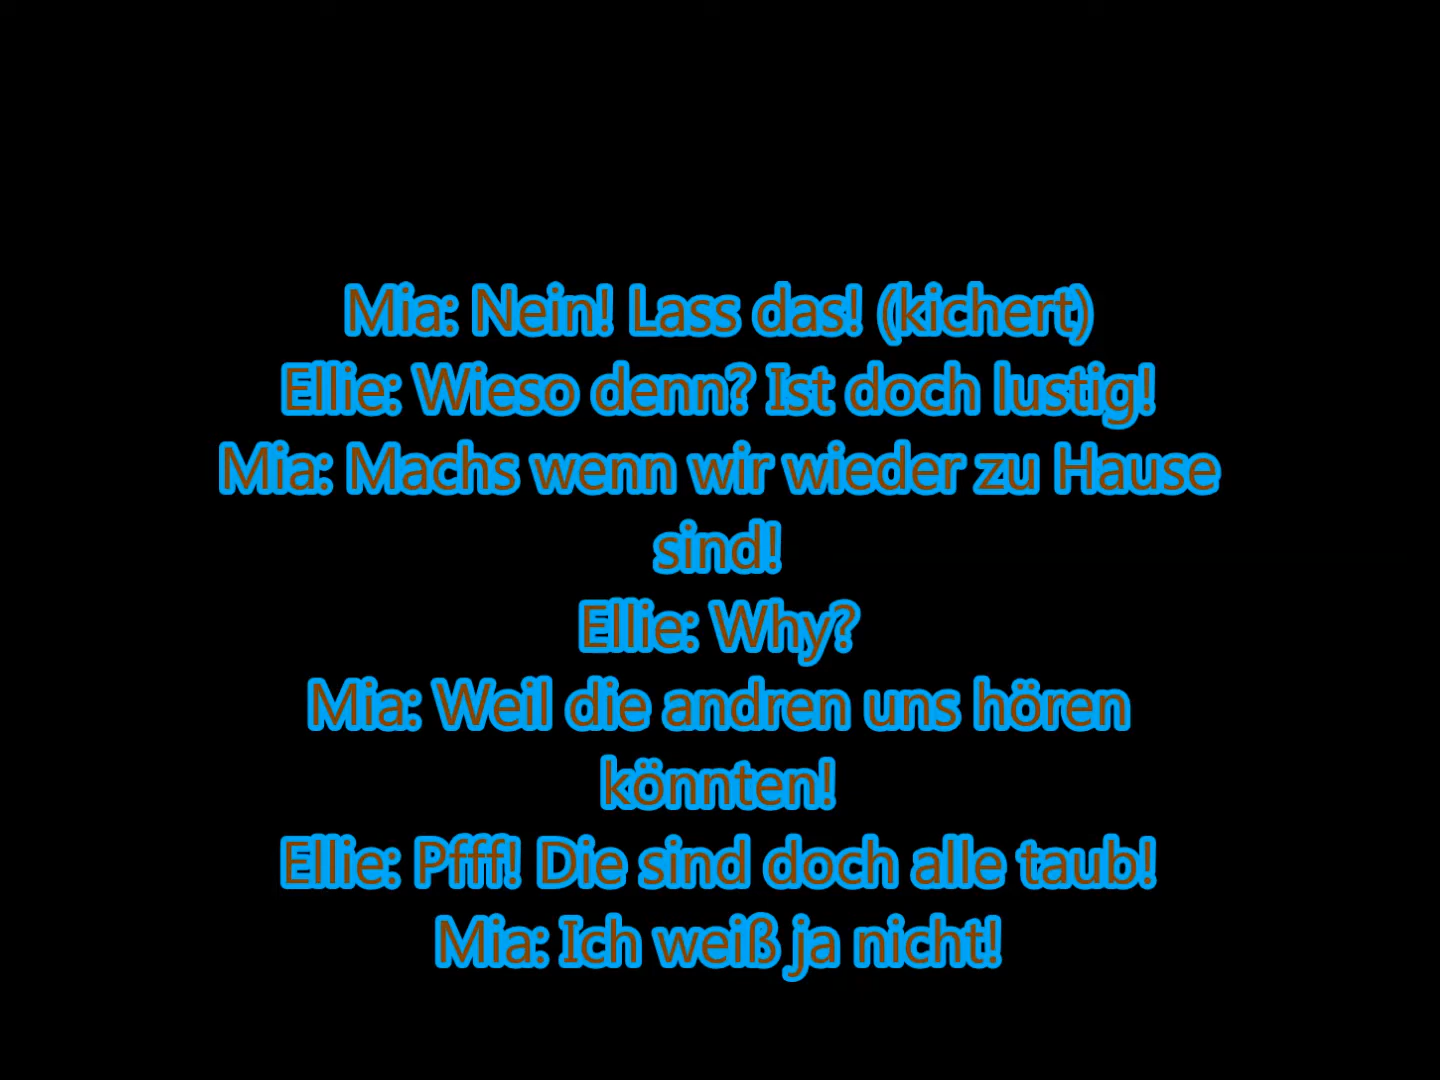 Mia: Nein! Lass das! (kichert)
Ellie: Wieso denn? Ist doch lustig!
Mia: Machs wenn wir wieder zu Hause
sind!
Ellie: Why?
Mia: Weil die andren uns hören
könnten!
Ellie: Pfff! Die sind doch alle taub!
Mia: Ich weiß ja nicht!